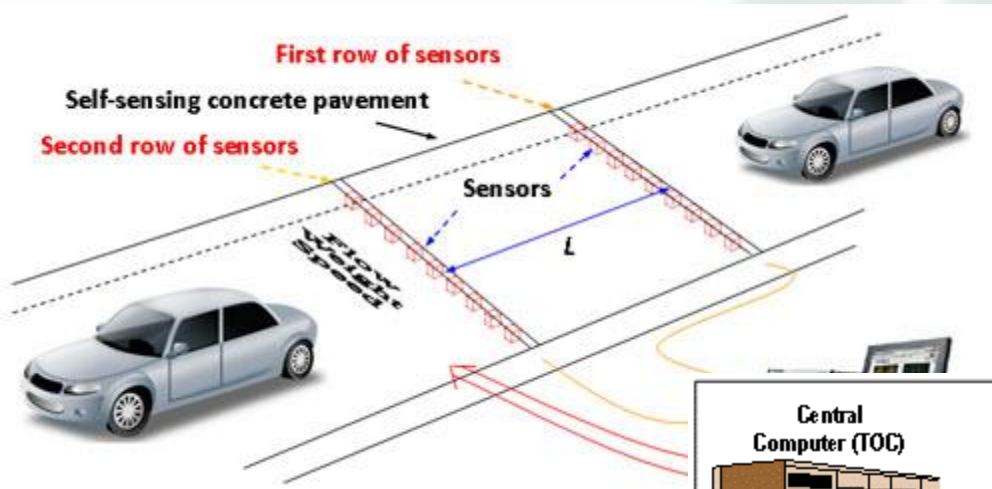 First row of sensors
Self-sensing concrete pavement
Second row of sensors
Sensors
L
Flow
Weight
Speed
Central
Computer (TOC)